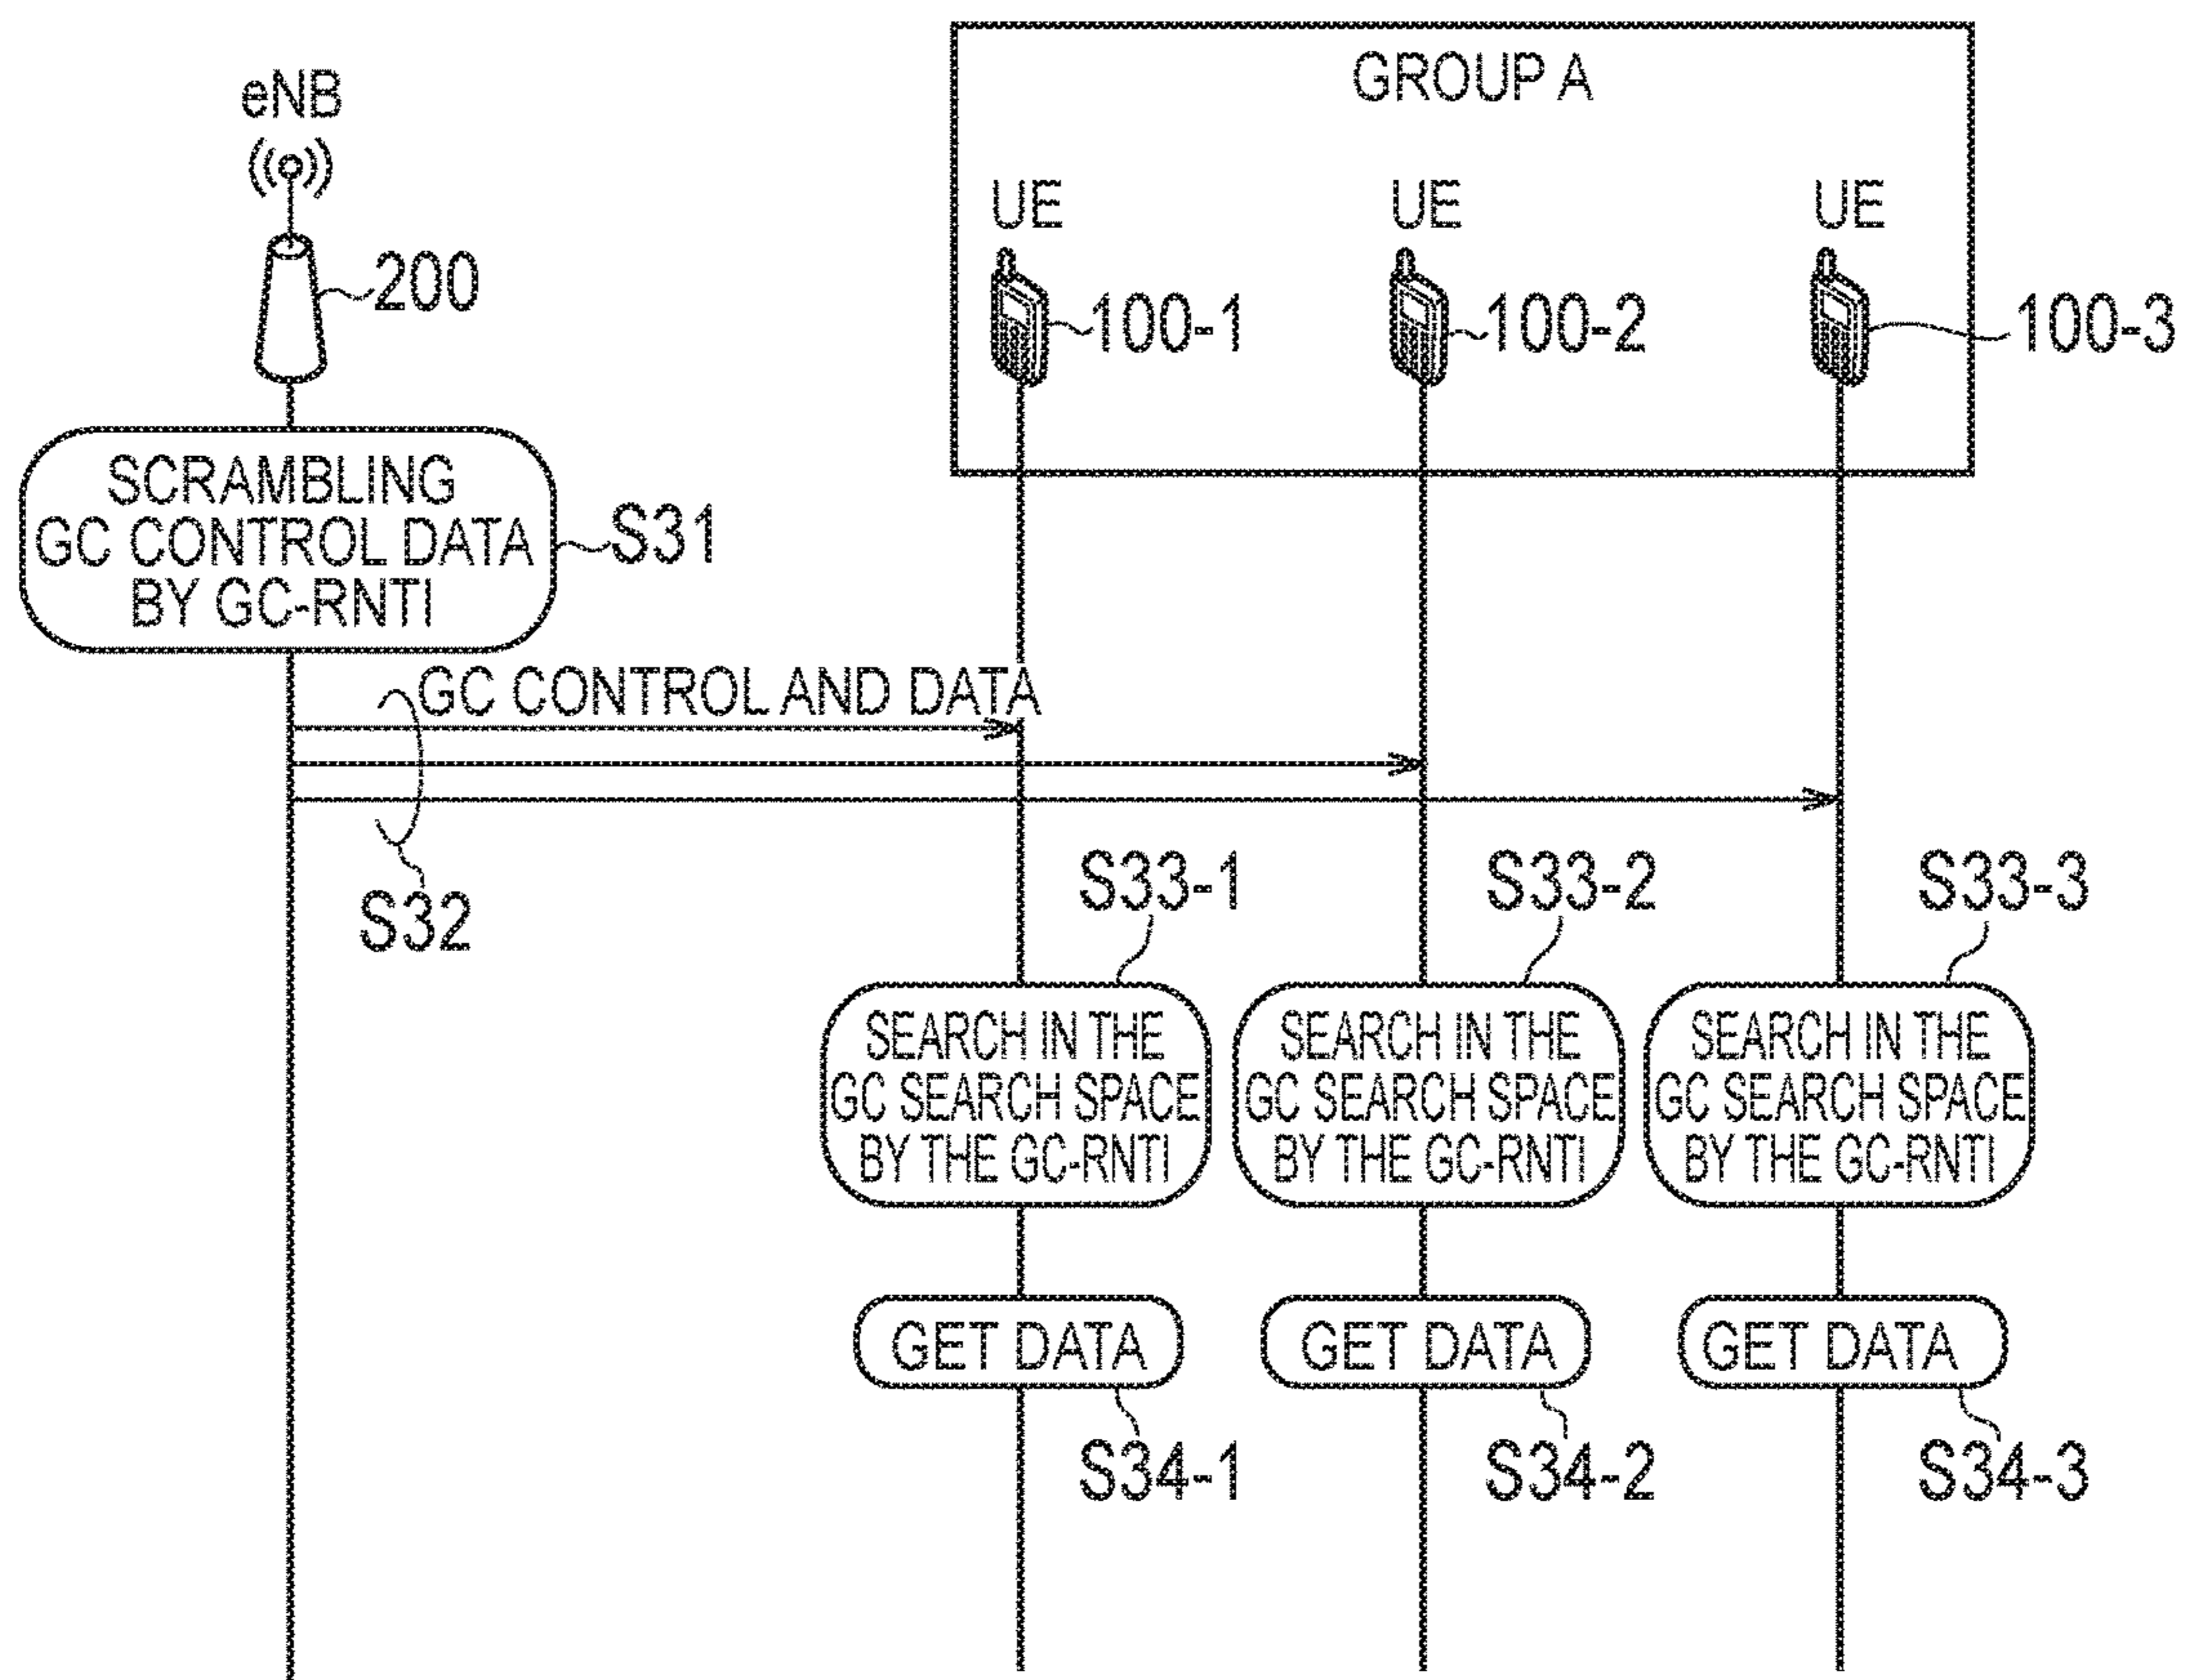 GROUP A
eNB
UE
UE
UE
200
100-1
100-2
100-3
SCRAMBLING
GC CONTROL DATA
BY GC-RNTI
S31
GC CONTROL AND DATA
S32
S33-1
S33-2
S33-3
SEARCH IN THE
GC SEARCH SPACE
BY THE GC-RNTI
SEARCH IN THE
GC SEARCH SPACE
BY THE GC-RNTI
SEARCH IN THE
GC SEARCH SPACE
BY THE GC-RNTI
GET DATA
GET DATA
GET DATA
S34-1
S34-2
S34-3